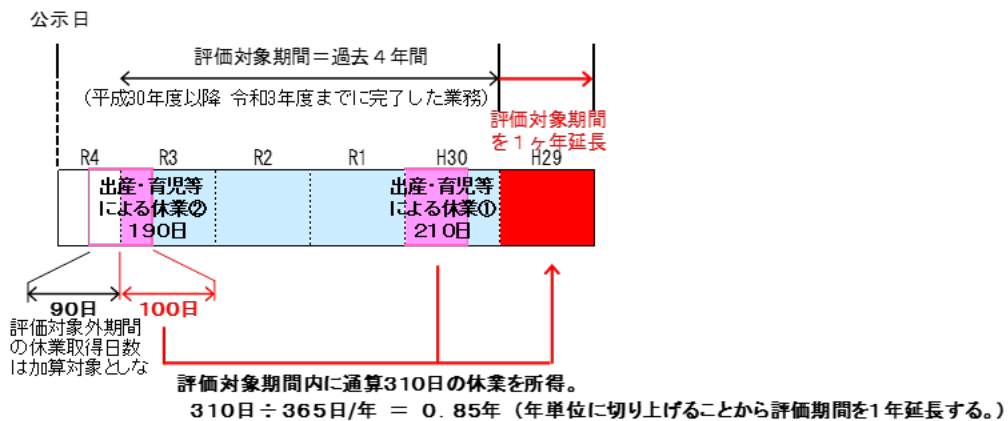 公示日
評価対象期間＝過去４年間
(平成30年度以降 令和3年度までに完了した業務)
評価対象期間
を１ヶ年延長
R4 R3 R2 R1 H30 H29
出産・育児等
による休業②
190日
出産・育児等
による休業①
210日
90日
100日
評価対象外期間
の休業取得日数
は加算対象としな
評価対象期間内に通算310日の休業を所得。
310日÷365日/年 ＝ 0.85年（年単位に切り上げることから評価期間を1年延長する。）